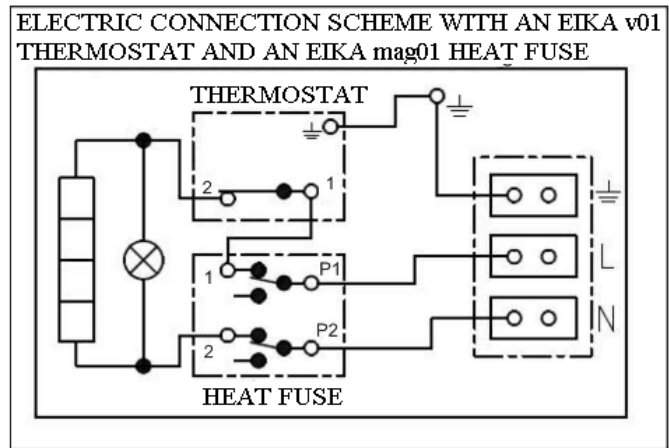 ELECTRIC CONNECTION SCHEME WITH AN EIKA v01
THERMOSTAT AND AN EIKA mag01 HEAT FUSE
THERMOSTAT
2
1
1
P1
L
2
P2
N
HEAT FUSE